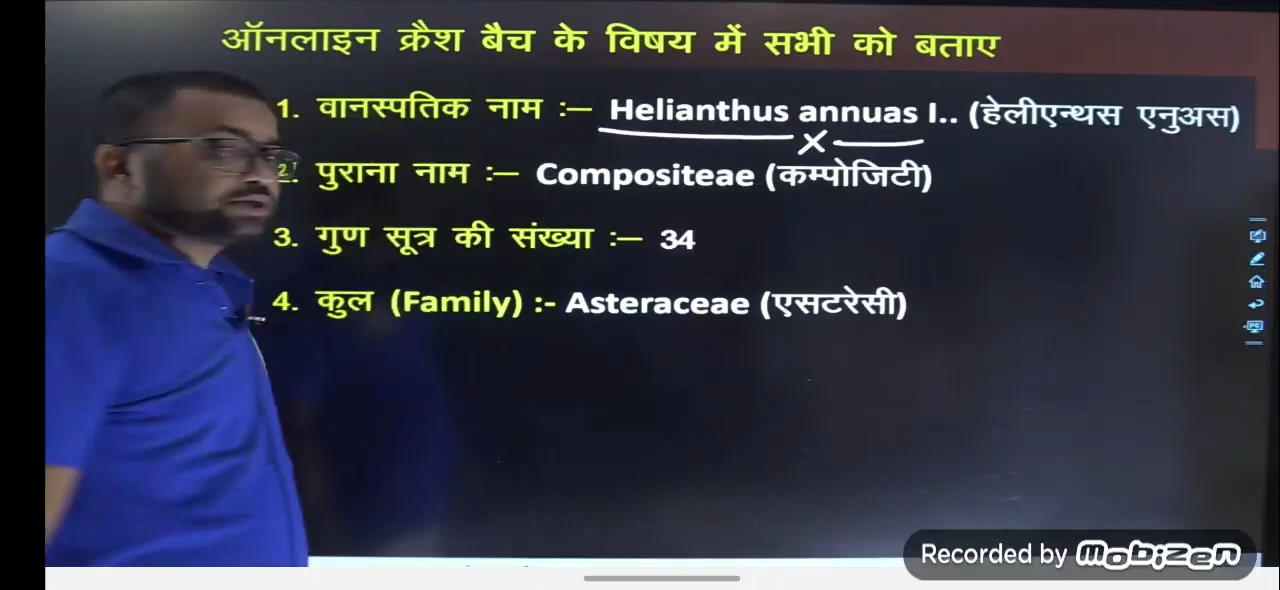 ऑनलाइन क्रैश बैच के विषय में सभी को बताए
1. वानस्पतिक नाम :– Helianthus annuas I.. (हेलीएन्थस एनुअस)
2. पुराना नाम :– Compositeae (कम्पोजिटी)
3. गुण सूत्र की संख्या :– 34
4. कुल (Family) :- Asteraceae (एसटरेसी)
Recorded by Mobizen